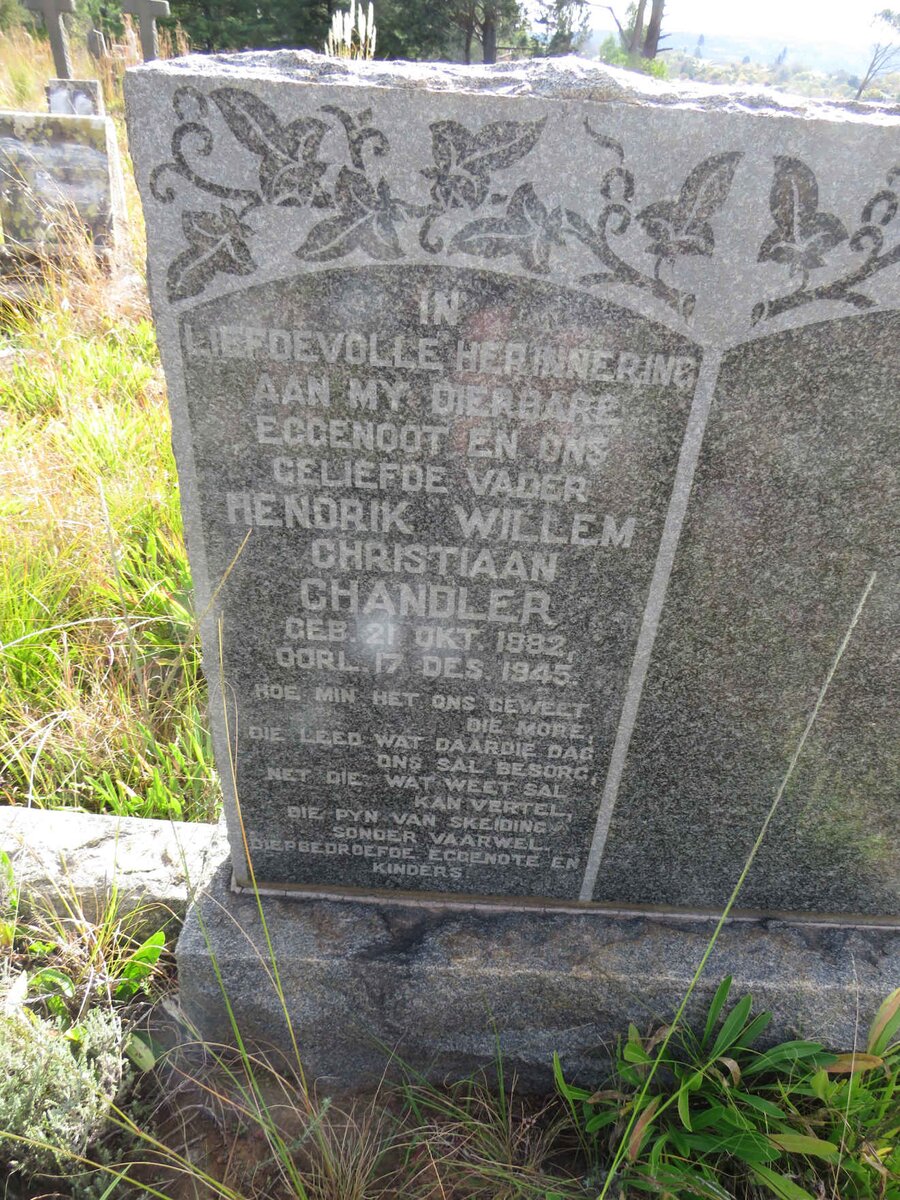 IN
LIEFDEVOLLE HERINNERING
AAN MY DIERBARE
EGGENOOT EN ONS
GELIEFDE VADER
HENDRIK WILLEM
CHRISTIAAN
CHANDLER
GEB. 21 OKT. 1882,
OORL. 17 DES. 1945.
HOE MIN HET ONS GEWEET
DIE MORE,
DIE LEED WAT DAARDIE DAG
ONS SAL BESORG,
NET DIE WAT WEET SAL
KAN VERTEL,
DIE PYN VAN SKEIDING
SONDER VAARWEL.
DIEPBEDROEFDE EGGENOTE EN
KINDERS